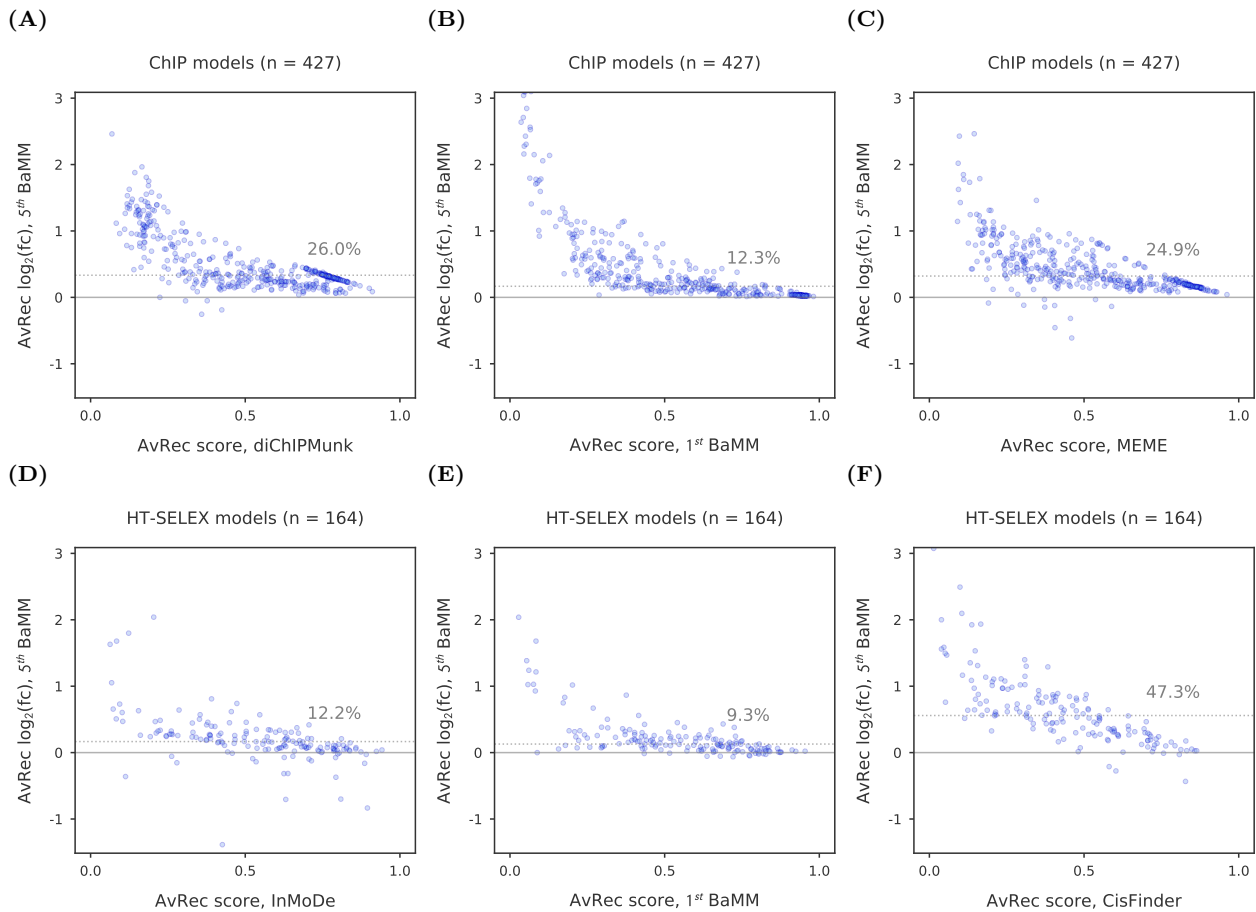 (A)
ChIP models (n = 427)
3
2
1
0
-1
AvRec log2(fc), 5th BaMM
26.0%
0.0
0.5
1.0
AvRec score, diChIPMunk
(B)
ChIP models (n = 427)
3
2
1
0
-1
AvRec log2(fc), 5th BaMM
12.3%
0.0
0.5
1.0
AvRec score, 1st BaMM
(C)
ChIP models (n = 427)
3
2
1
0
-1
AvRec log2(fc), 5th BaMM
24.9%
0.0
0.5
1.0
AvRec score, MEME
(D)
HT-SELEX models (n = 164)
3
2
1
0
-1
AvRec log2(fc), 5th BaMM
12.2%
0.0
0.5
1.0
AvRec score, InMoDe
(E)
HT-SELEX models (n = 164)
3
2
1
0
-1
AvRec log2(fc), 5th BaMM
9.3%
0.0
0.5
1.0
AvRec score, 1st BaMM
(F)
HT-SELEX models (n = 164)
3
2
1
0
-1
AvRec log2(fc), 5th BaMM
47.3%
0.0
0.5
1.0
AvRec score, CisFinder